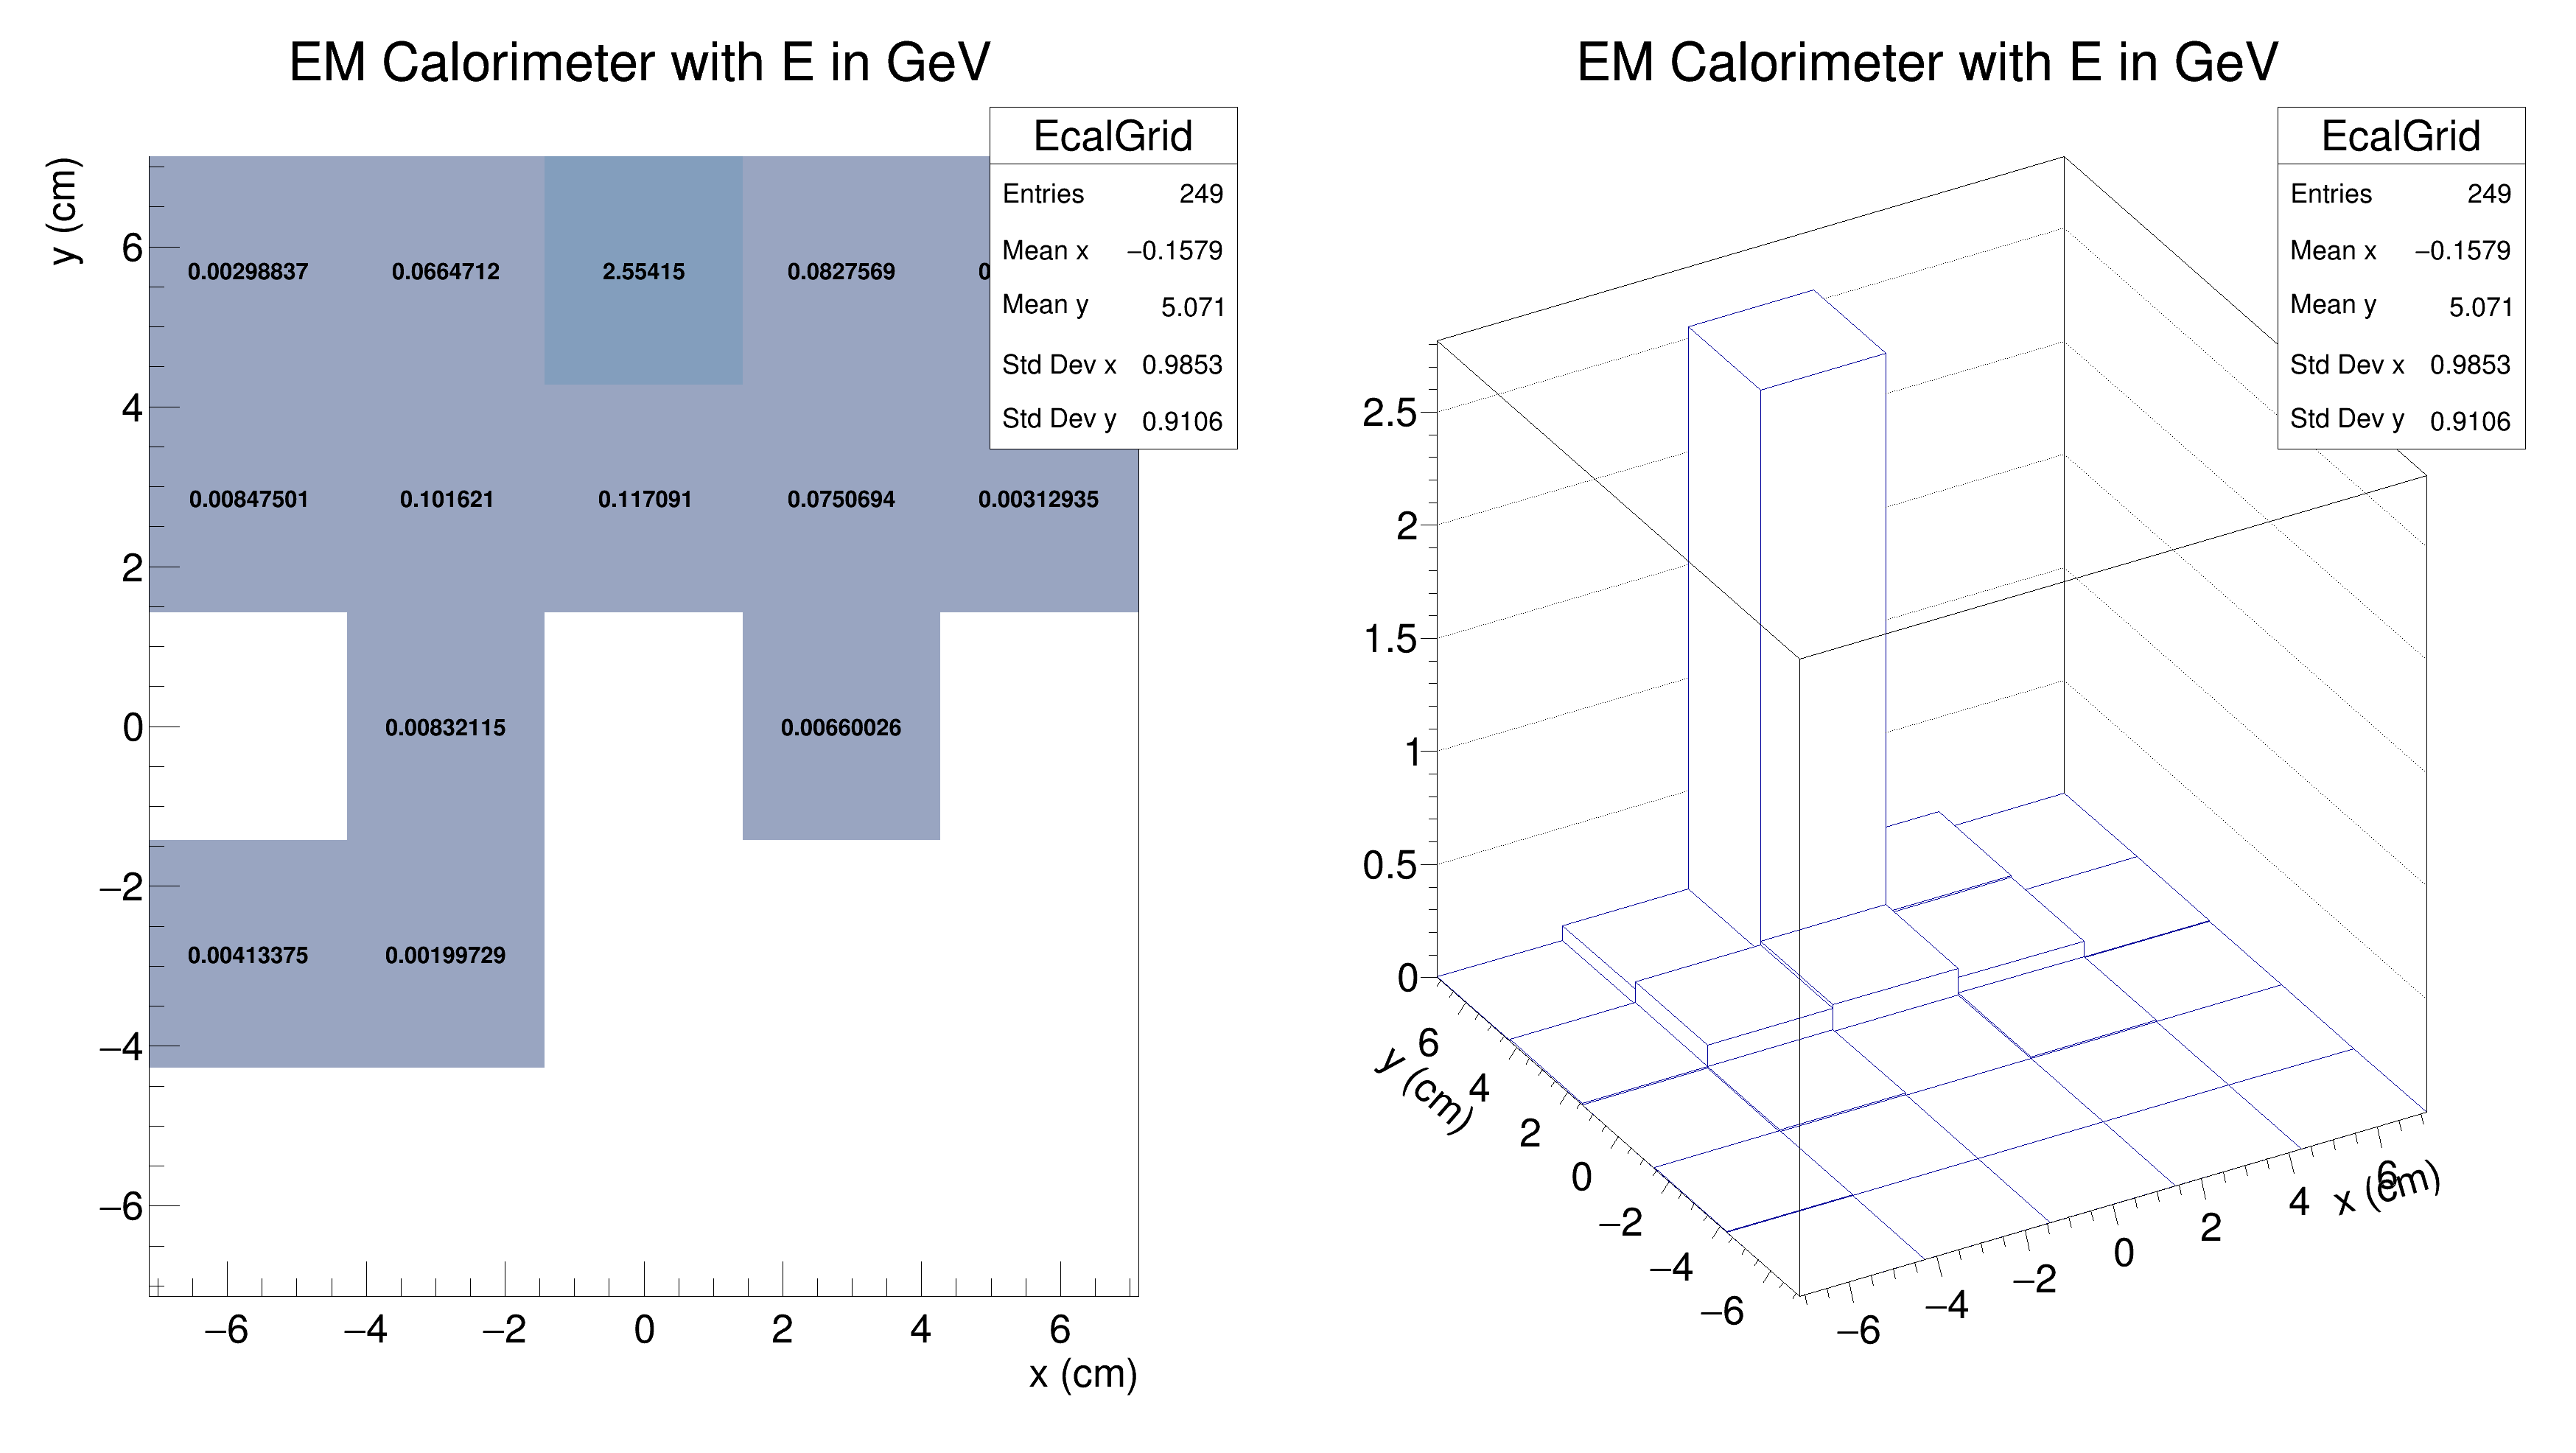 EM Calorimeter with E in GeV
EcalGrid
Entries 249
Mean x −0.1579
Mean y 5.071
Std Dev x 0.9853
Std Dev y 0.9106
y (cm)
6
4
2
0
−2
−4
−6
0.00298837 0.0664712 2.55415 0.0827569
0.00847501 0.101621 0.117091 0.0750694 0.00312935
0.00832115 0.00660026
0.00413375 0.00199729
−6 −4 −2 0 2 4 6
x (cm)
EM Calorimeter with E in GeV
EcalGrid
Entries 249
Mean x −0.1579
Mean y 5.071
Std Dev x 0.9853
Std Dev y 0.9106
2.5
2
1.5
1
0.5
0
y (cm)
6
4
2
0
−2
−4
−6
−6
−4
−2
0
2
4
6
x (cm)